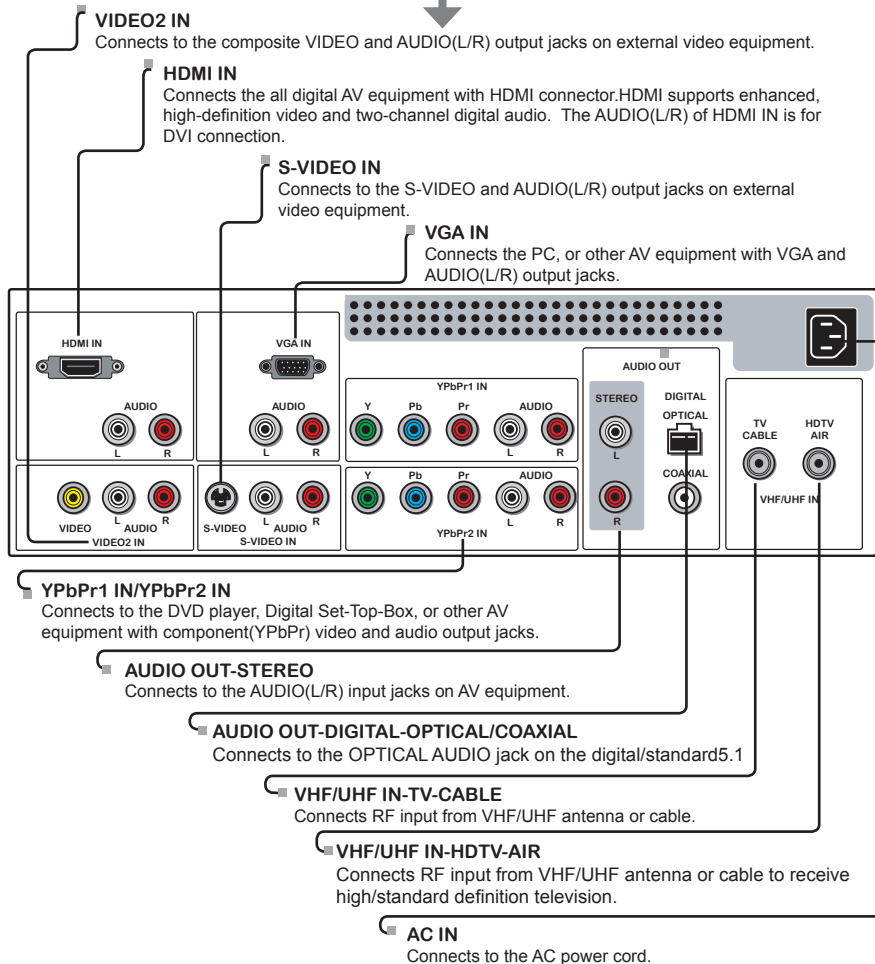 VIDEO2 IN
Connects to the composite VIDEO and AUDIO(L/R) output jacks on external video equipment.
HDMI IN
Connects the all digital AV equipment with HDMI connector.HDMI supports enhanced,
high-definition video and two-channel digital audio. The AUDIO(L/R) of HDMI IN is for
DVI connection.
S-VIDEO IN
Connects to the S-VIDEO and AUDIO(L/R) output jacks on external
video equipment.
VGA IN
Connects the PC, or other AV equipment with VGA and
AUDIO(L/R) output jacks.
HDMI IN
AUDIO
L R
VGA IN
AUDIO
L R
YPbPr1 IN
Y Pb Pr AUDIO
L R
VIDEO L AUDIO R
VIDEO2 IN
S-VIDEO L AUDIO R
S-VIDEO IN
Y Pb Pr AUDIO
L R
YPbPr2 IN
AUDIO OUT
STEREO
L
R
DIGITAL
OPTICAL
COAXIAL
TV
CABLE
HDTV
AIR
VHF/UHF IN
YPbPr1 IN/YPbPr2 IN
Connects to the DVD player, Digital Set-Top-Box, or other AV
equipment with component(YPbPr) video and audio output jacks.
AUDIO OUT-STEREO
Connects to the AUDIO(L/R) input jacks on AV equipment.
AUDIO OUT-DIGITAL-OPTICAL/COAXIAL
Connects to the OPTICAL AUDIO jack on the digital/standard5.1
VHF/UHF IN-TV-CABLE
Connects RF input from VHF/UHF antenna or cable.
VHF/UHF IN-HDTV-AIR
Connects RF input from VHF/UHF antenna or cable to receive
high/standard definition television.
AC IN
Connects to the AC power cord.